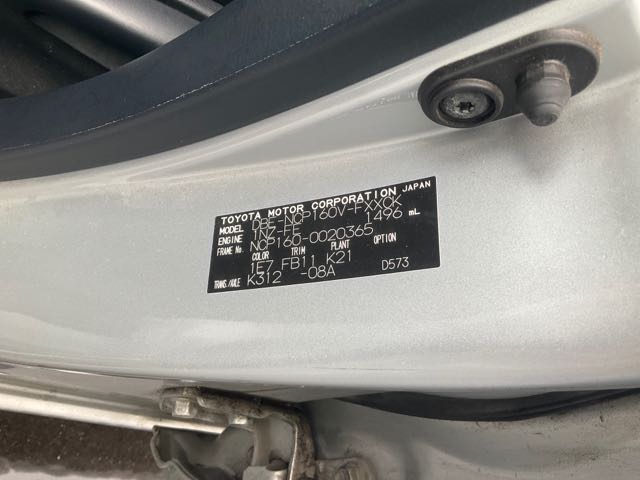 TOYOTA MOTOR CORPORATION JAPAN
MODEL DBE-NCP160V-FXXCK
ENGINE 1NZ-FE 1496 mL
FRAME No. NCP160-0020365
COLOR TRIM PLANT OPTION
1E7 FB11 K21
TRANS./AXLE K312 -08A D573